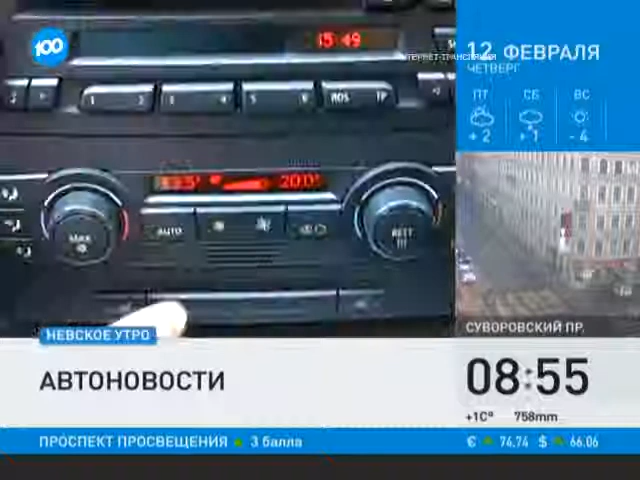 100
15:49
12 ФЕВРАЛЯ
ЧЕТВЕРГ
ПТ СБ ВС
+2 +1 -4
1 2 3 4 5 6 RDS TP
20.0°
MAX
AUTO
REST
СУВОРОВСКИЙ ПР.
НЕВСКОЕ УТРО
АВТОНОВОСТИ
08:55
+1C° 758mm
ПРОСПЕКТ ПРОСВЕЩЕНИЯ 3 балла
€ 74.74 $ 66.06